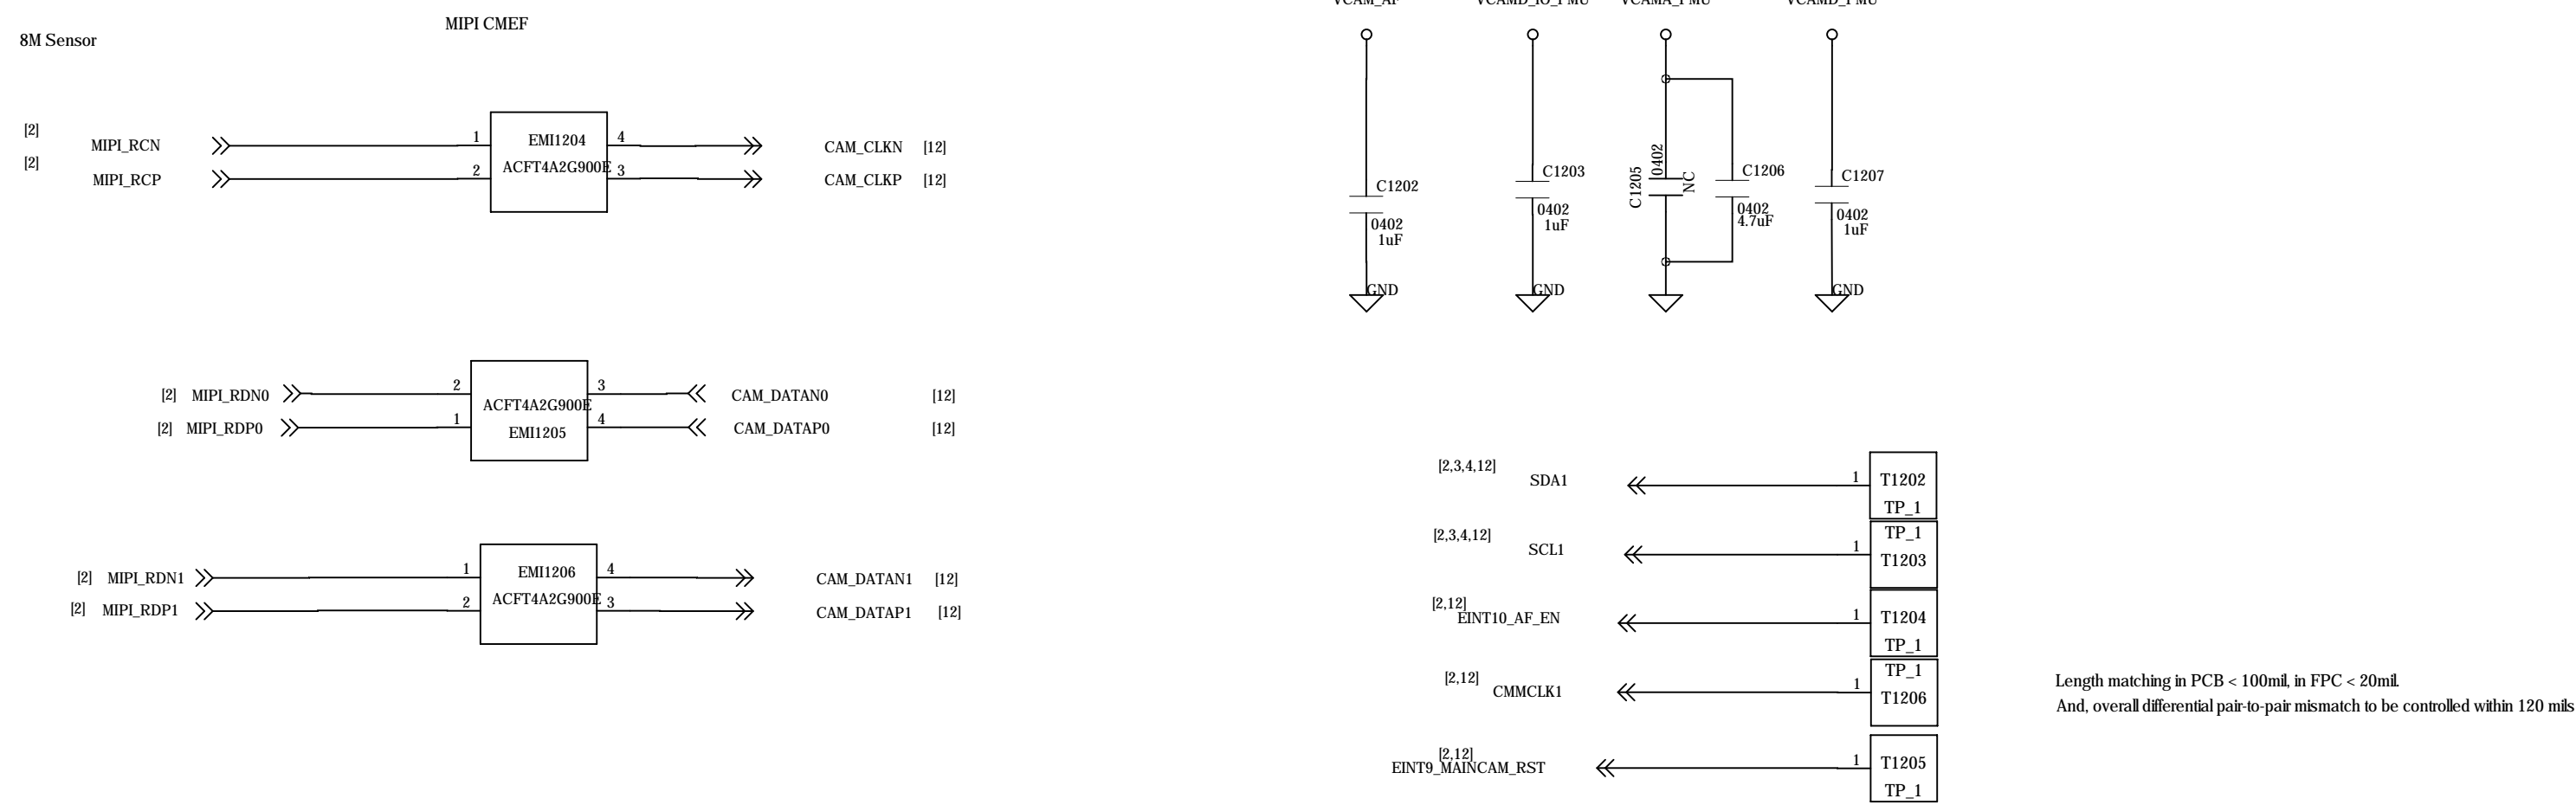 MIPI CMEF
8M Sensor
[2]
MIPI_RCN
1
EMI1204
ACFT4A2G900E
4
CAM_CLKN [12]
[2]
MIPI_RCP
2
3
CAM_CLKP [12]
[2] MIPI_RDN0
2
ACFT4A2G900E
EMI1205
3
CAM_DATAN0 [12]
[2] MIPI_RDP0
1
4
CAM_DATAP0 [12]
[2] MIPI_RDN1
1
EMI1206
ACFT4A2G900E
4
CAM_DATAN1 [12]
[2] MIPI_RDP1
2
3
CAM_DATAP1 [12]
VCAM_AF
VCAMD_IO_PMU
VCAMA_PMU
VCAMD_PMU
C1202
0402
1uF
GND
C1203
0402
1uF
GND
C1205
0402
NC
C1206
0402
4.7uF
C1207
0402
1uF
GND
[2,3,4,12]
SDA1
1
T1202
TP_1
[2,3,4,12]
SCL1
1
TP_1
T1203
[2,12]
EINT10_AF_EN
1
T1204
TP_1
[2,12]
CMMCLK1
1
TP_1
T1206
[2,12]
EINT9_MAINCAM_RST
1
T1205
TP_1
Length matching in PCB < 100mil, in FPC < 20mil.
And, overall differential pair-to-pair mismatch to be controlled within 120 mils